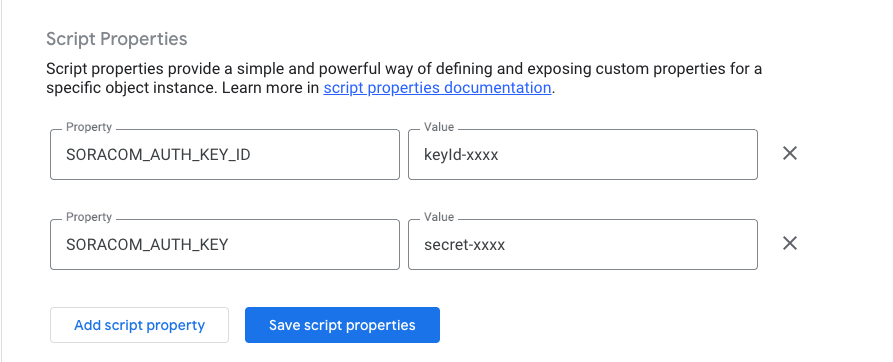 Script Properties
Script properties provide a simple and powerful way of defining and exposing custom properties for a
specific object instance. Learn more in script properties documentation.
Property
Value
SORACOM_AUTH_KEY_ID
keyId-xxxx
Property
Value
SORACOM_AUTH_KEY
secret-xxxx
Add script property
Save script properties